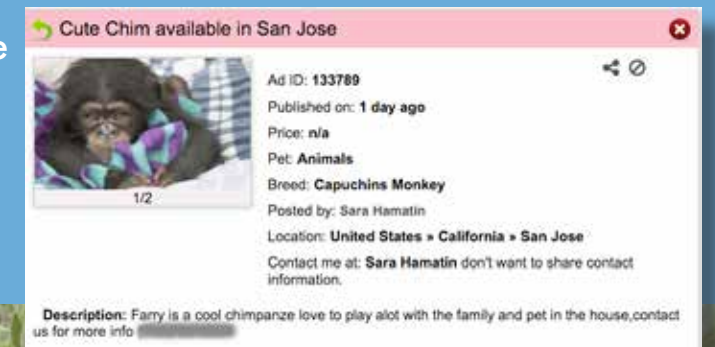 e
Cute Chim available in San Jose
Ad ID: 133789
Published on: 1 day ago
Price: n/a
Pet: Animals
Breed: Capuchins Monkey
1/2
Posted by: Sara Hamatin
Location: United States » California » San Jose
Contact me at: Sara Hamatin don't want to share contact
information.
Description: Farry is a cool chimpanze love to play alot with the family and pet in the house,contact
us for more info